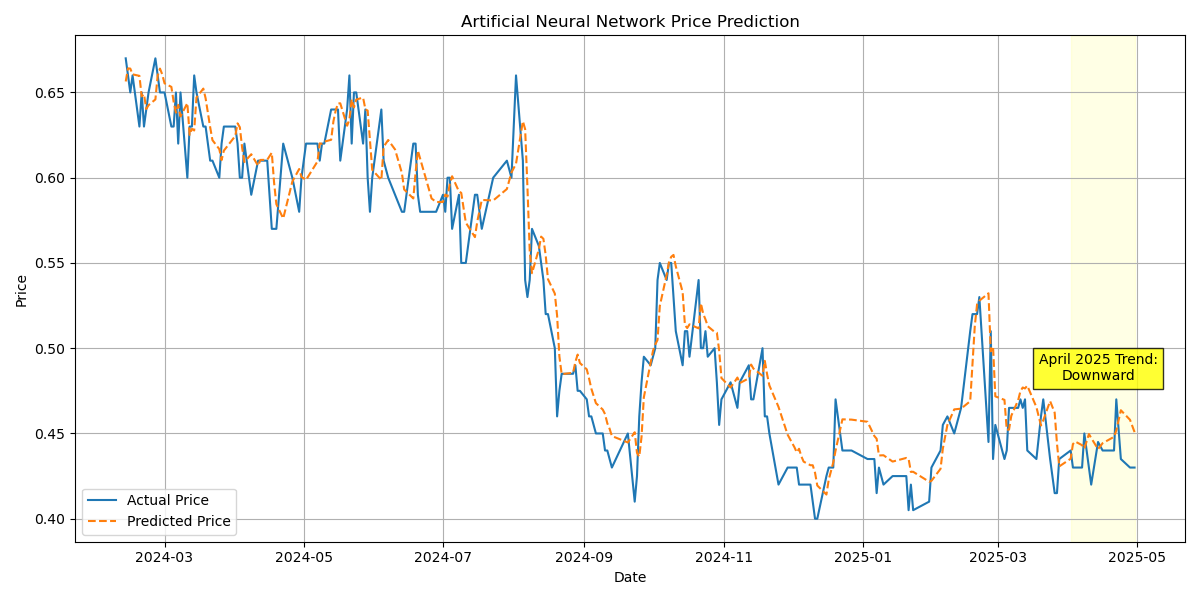 Artificial Neural Network Price Prediction
Price
0.65
0.60
0.55
0.50
0.45
0.40
April 2025 Trend:
Downward
Actual Price
Predicted Price
2024-03
2024-05
2024-07
2024-09
2024-11
2025-01
2025-03
2025-05
Date